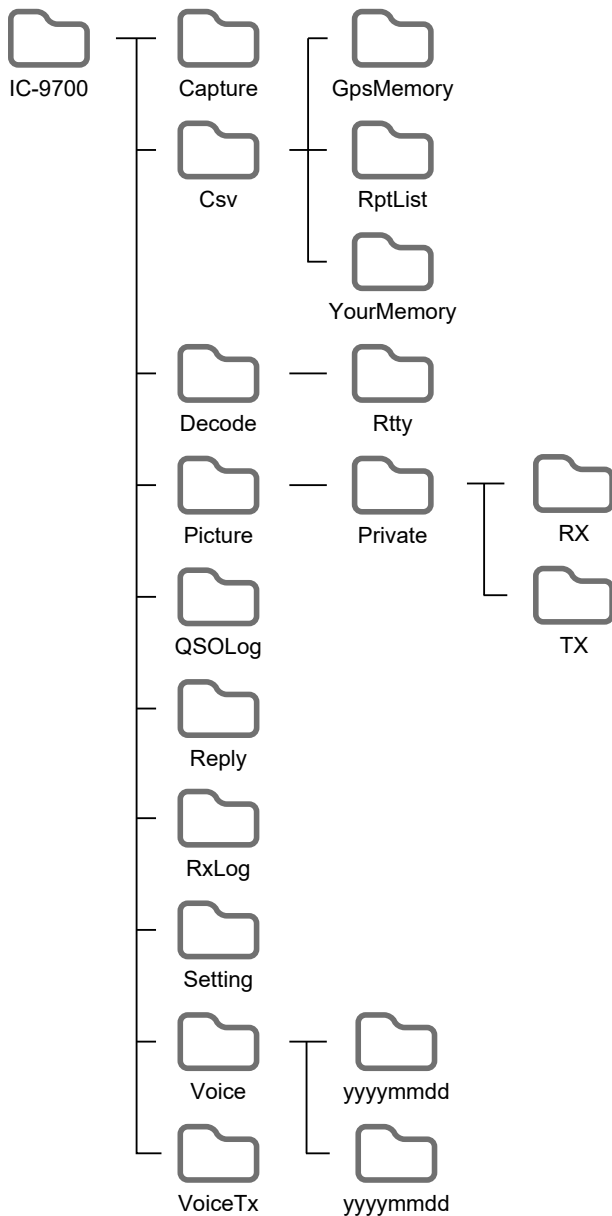 IC-9700
Capture
GpsMemory
Csv
RptList
YourMemory
Decode
Rtty
Picture
Private
RX
TX
QSOLog
Reply
RxLog
Setting
Voice
yyyymmdd
VoiceTx
yyyymmdd